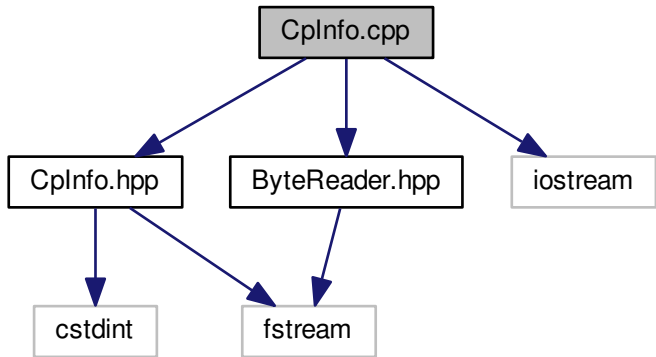 CpInfo.cpp
CpInfo.hpp
ByteReader.hpp
iostream
cstdint
fstream